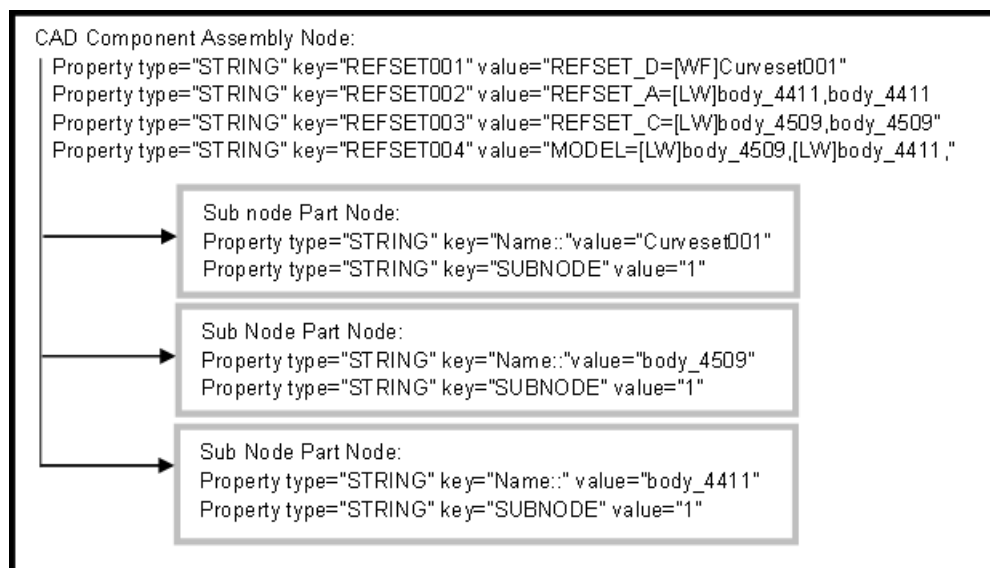 CAD Component Assembly Node:
Property type="STRING" key="REFSET001" value="REFSET_D=[WF]Curveset001"
Property type="STRING" key="REFSET002" value="REFSET_A=[LW]body_4411,body_4411
Property type="STRING" key="REFSET003" value="REFSET_C=[LW]body_4509,body_4509"
Property type="STRING" key="REFSET004" value="MODEL=[LW]body_4509,[LW]body_4411,"
Sub node Part Node:
Property type="STRING" key="Name::"value="Curveset001"
Property type="STRING" key="SUBNODE" value="1"
Sub Node Part Node:
Property type="STRING" key="Name::"value="body_4509"
Property type="STRING" key="SUBNODE" value="1"
Sub Node Part Node:
Property type="STRING" key="Name::" value="body_4411"
Property type="STRING" key="SUBNODE" value="1"